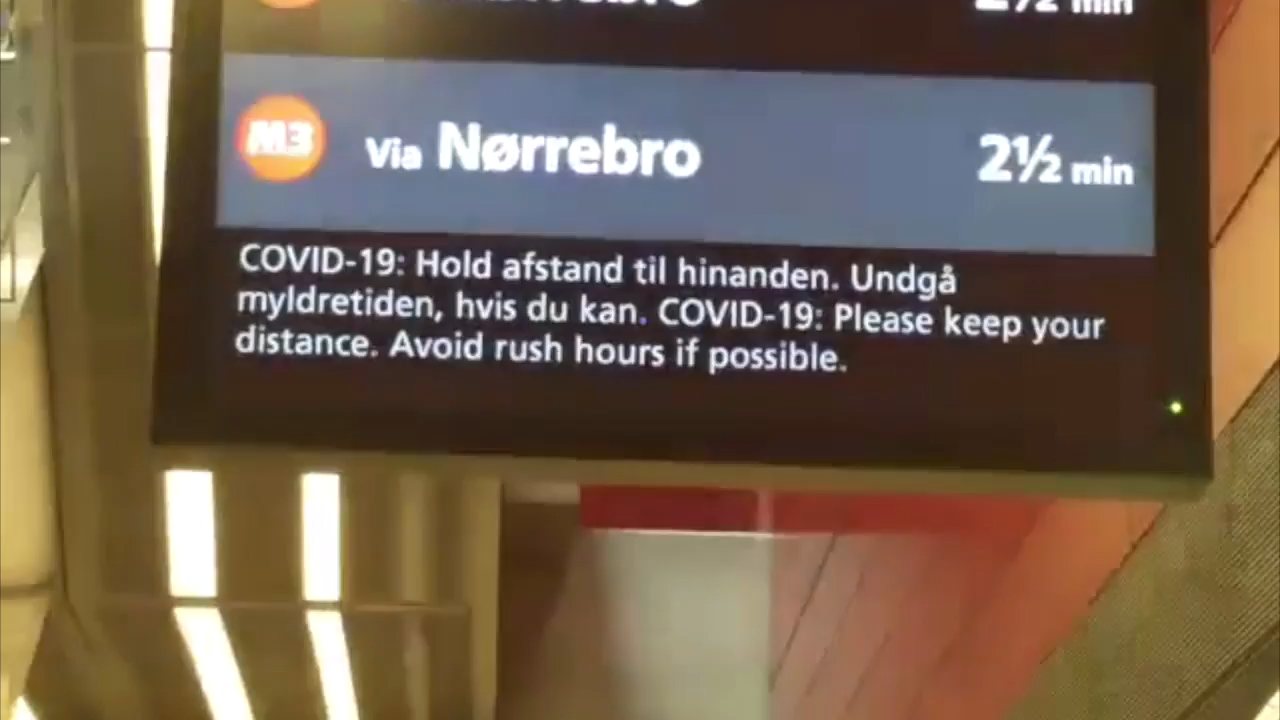 M3 Via Nørrebro 2½ min
COVID-19: Hold afstand til hinanden. Undgå
myldretiden, hvis du kan. COVID-19: Please keep your
distance. Avoid rush hours if possible.